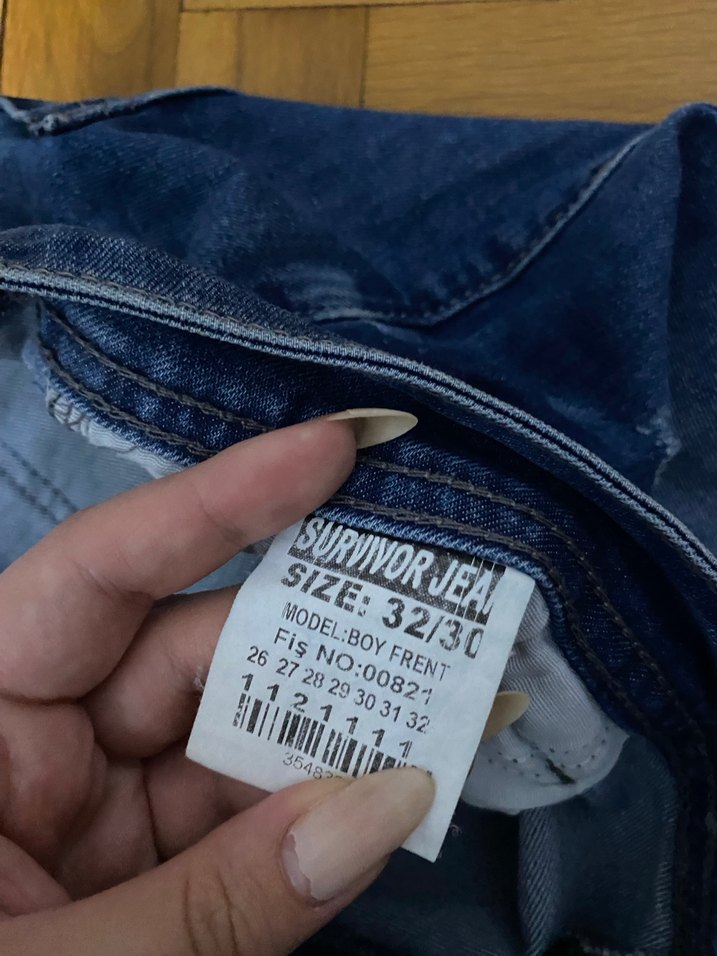 SURVIVOR JEA
SIZE: 32/30
MODEL:BOY FRENT
Fiş NO:00821
26 27 28 29 30 31 32
1 1 2 1 1 1 1